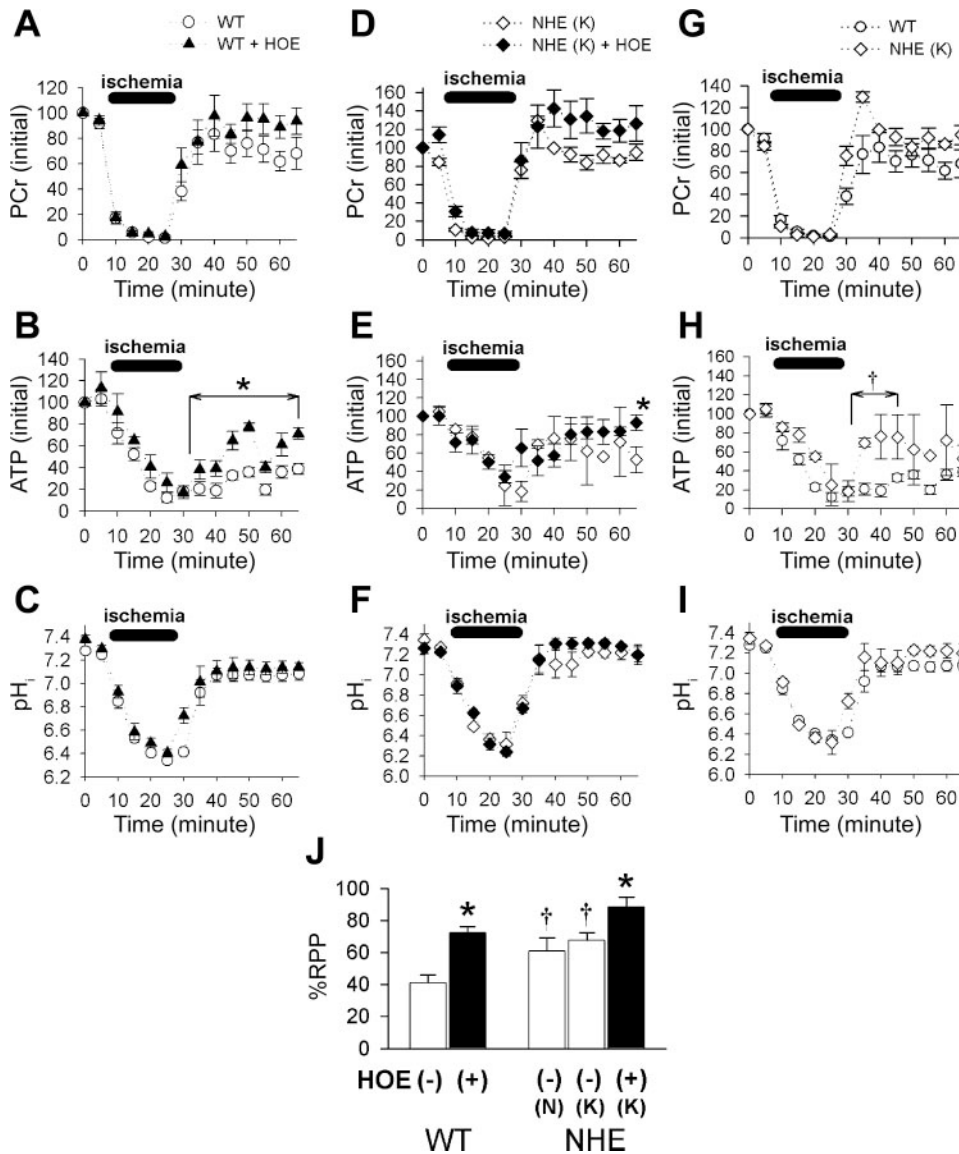 A
WT
WT + HOE
ischemia
PCr (initial)
120
100
80
60
40
20
0
0 10 20 30 40 50 60
Time (minute)
D
NHE (K)
NHE (K) + HOE
ischemia
PCr (initial)
160
140
120
100
80
60
40
20
0
0 10 20 30 40 50 60
Time (minute)
G
WT
NHE (K)
ischemia
PCr (initial)
140
120
100
80
60
40
20
0
0 10 20 30 40 50 60
Time (minute)
B
ischemia
*
ATP (initial)
140
120
100
80
60
40
20
0
0 10 20 30 40 50 60
Time (minute)
E
ischemia
*
ATP (initial)
160
140
120
100
80
60
40
20
0
0 10 20 30 40 50 60
Time (minute)
H
ischemia
†
ATP (initial)
160
140
120
100
80
60
40
20
0
0 10 20 30 40 50 60
Time (minute)
C
ischemia
pHi
7.4
7.0
6.8
6.6
6.4
6.2
0 10 20 30 40 50 60
Time (minute)
F
ischemia
pHi
7.4
7.2
7.0
6.8
6.6
6.4
6.2
6.0
0 10 20 30 40 50 60
Time (minute)
I
ischemia
pHi
7.4
7.2
7.0
6.8
6.6
6.4
6.2
6.0
0 10 20 30 40 50 60
Time (minute)
J
%RPP
100
80
60
40
20
0
* † † *
HOE (-) (+) (-) (-) (+)
(N) (K) (K)
WT NHE